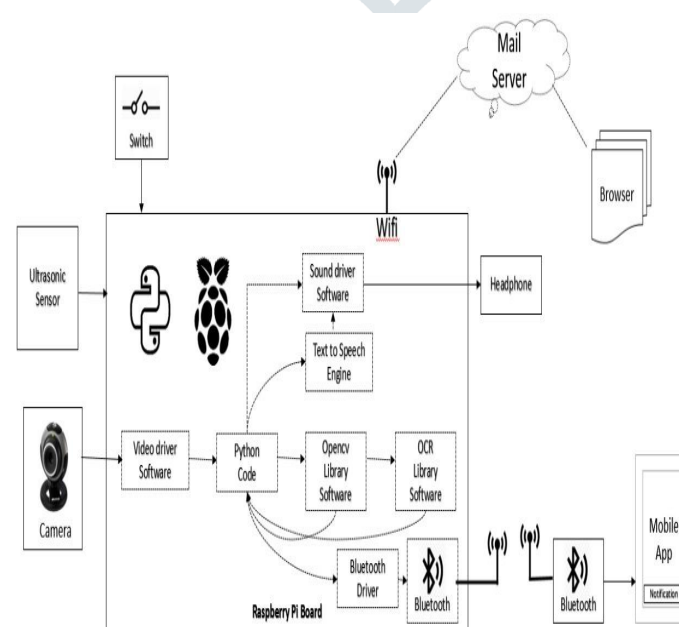 Mail
Server
Switch
Browser
Wifi
Ultrasonic
Sensor
Sound driver
Software
Headphone
Text to Speech
Engine
Video driver
Software
Python
Code
Opencv
Library
Software
OCR
Library
Software
Camera
Mobile
App
Notification
Bluetooth
Driver
Bluetooth
Bluetooth
Raspberry Pi Board